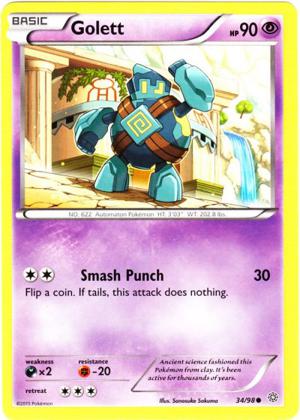 BASIC
Golett
HP 90
NO. 622 Automaton Pokémon HT: 3'03" WT: 202.8 lbs.
Smash Punch 30
Flip a coin. If tails, this attack does nothing.
weakness resistance
×2 -20
retreat
Ancient science fashioned this
Pokémon from clay. It's been
active for thousands of years.
©2015 Pokémon
Illus. Sanosuke Sakuma
34/98